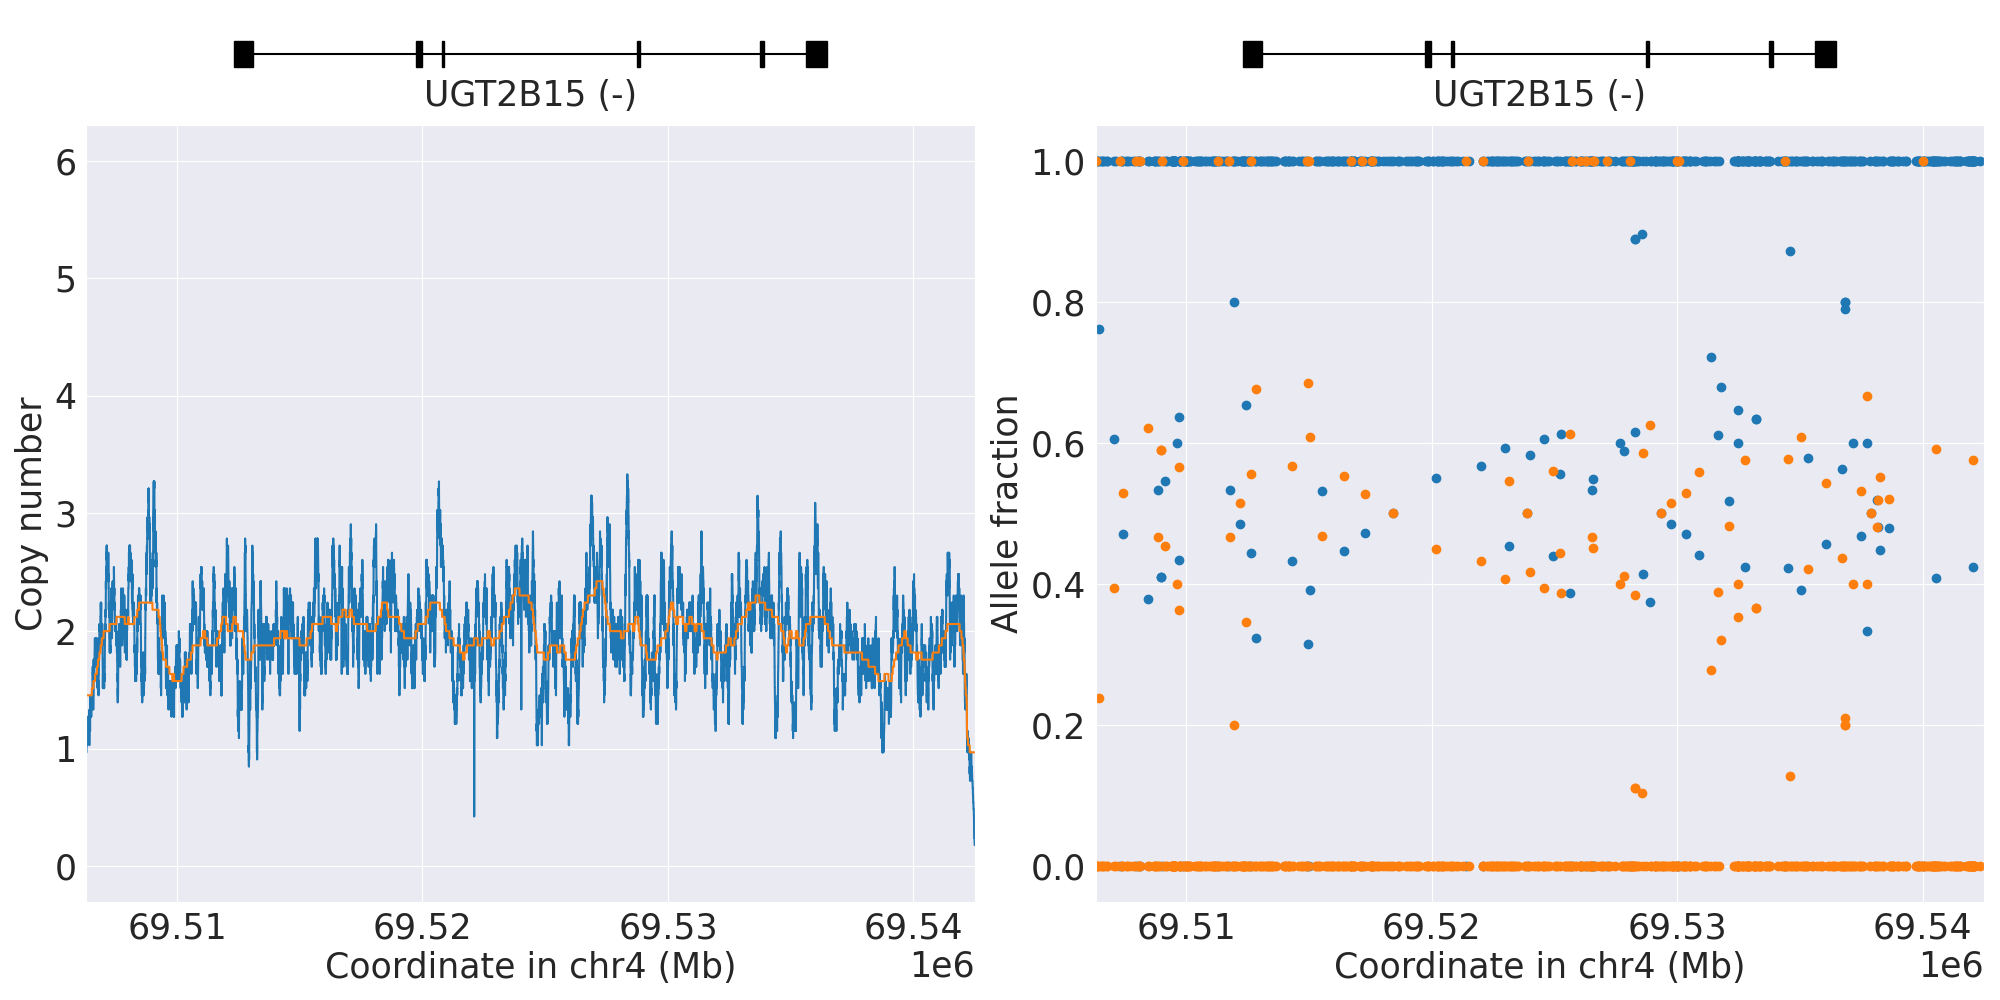 UGT2B15 (-)
6
5
4
3
2
1
0
Copy number
69.51 69.52 69.53 69.54
Coordinate in chr4 (Mb)
1e6
UGT2B15 (-)
1.0
0.8
0.6
0.4
0.2
0.0
Allele fraction
69.51 69.52 69.53 69.54
Coordinate in chr4 (Mb)
1e6